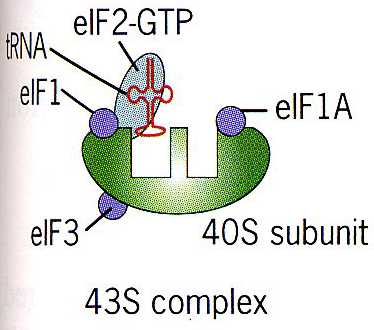 eIF2-GTP
tRNA
eIF1
eIF1A
eIF3
40S subunit
43S complex